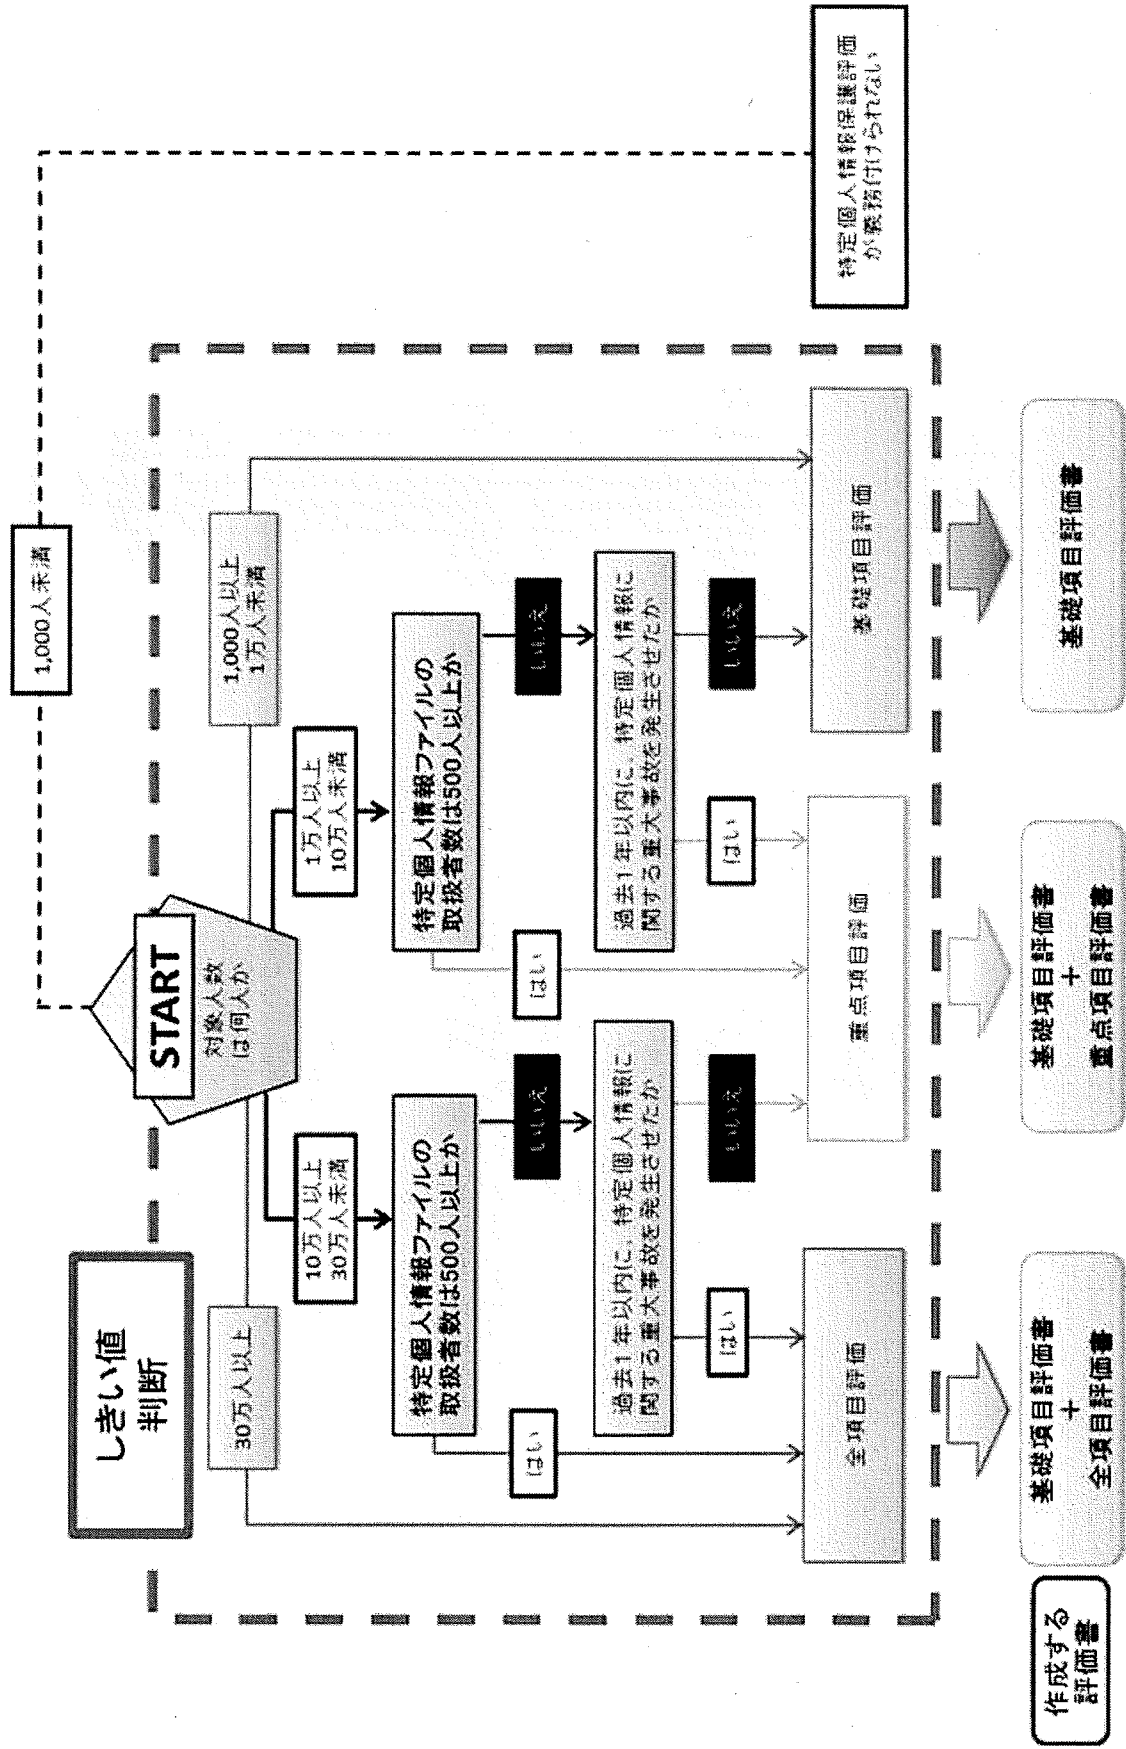 しきい値
判断
START
対象人数
は何人か
1,000人未満
30万人以上
10万人以上
30万人未満
1万人以上
10万人未満
1,000人以上
1万人未満
特定個人情報ファイルの
取扱者数は500人以上か
特定個人情報ファイルの
取扱者数は500人以上か
はい
いいえ
はい
いいえ
過去1年以内に、特定個人情報に
関する重大事故を発生させたか
過去1年以内に、特定個人情報に
関する重大事故を発生させたか
はい
いいえ
はい
いいえ
全項目評価
重点項目評価
基礎項目評価
特定個人情報保護評価
が義務付けられない
作成する
評価書
基礎項目評価書
+
全項目評価書
基礎項目評価書
+
重点項目評価書
基礎項目評価書